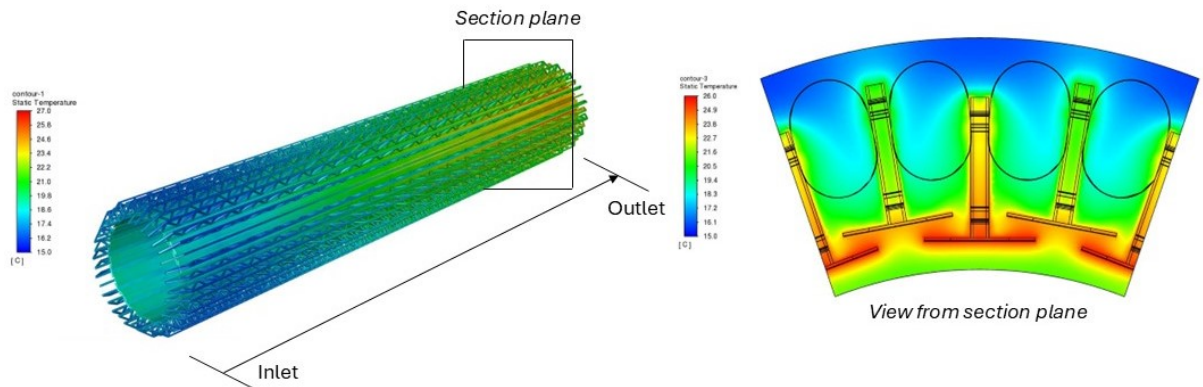 Section plane
contour-1
Static Temperature
27.0
25.8
24.6
23.4
22.2
21.0
19.8
18.6
17.4
16.2
15.0
[ C ]
Outlet
Inlet
contour-3
Static Temperature
26.0
24.9
23.8
22.7
21.6
20.5
19.4
18.3
17.2
16.1
15.0
[ C ]
View from section plane